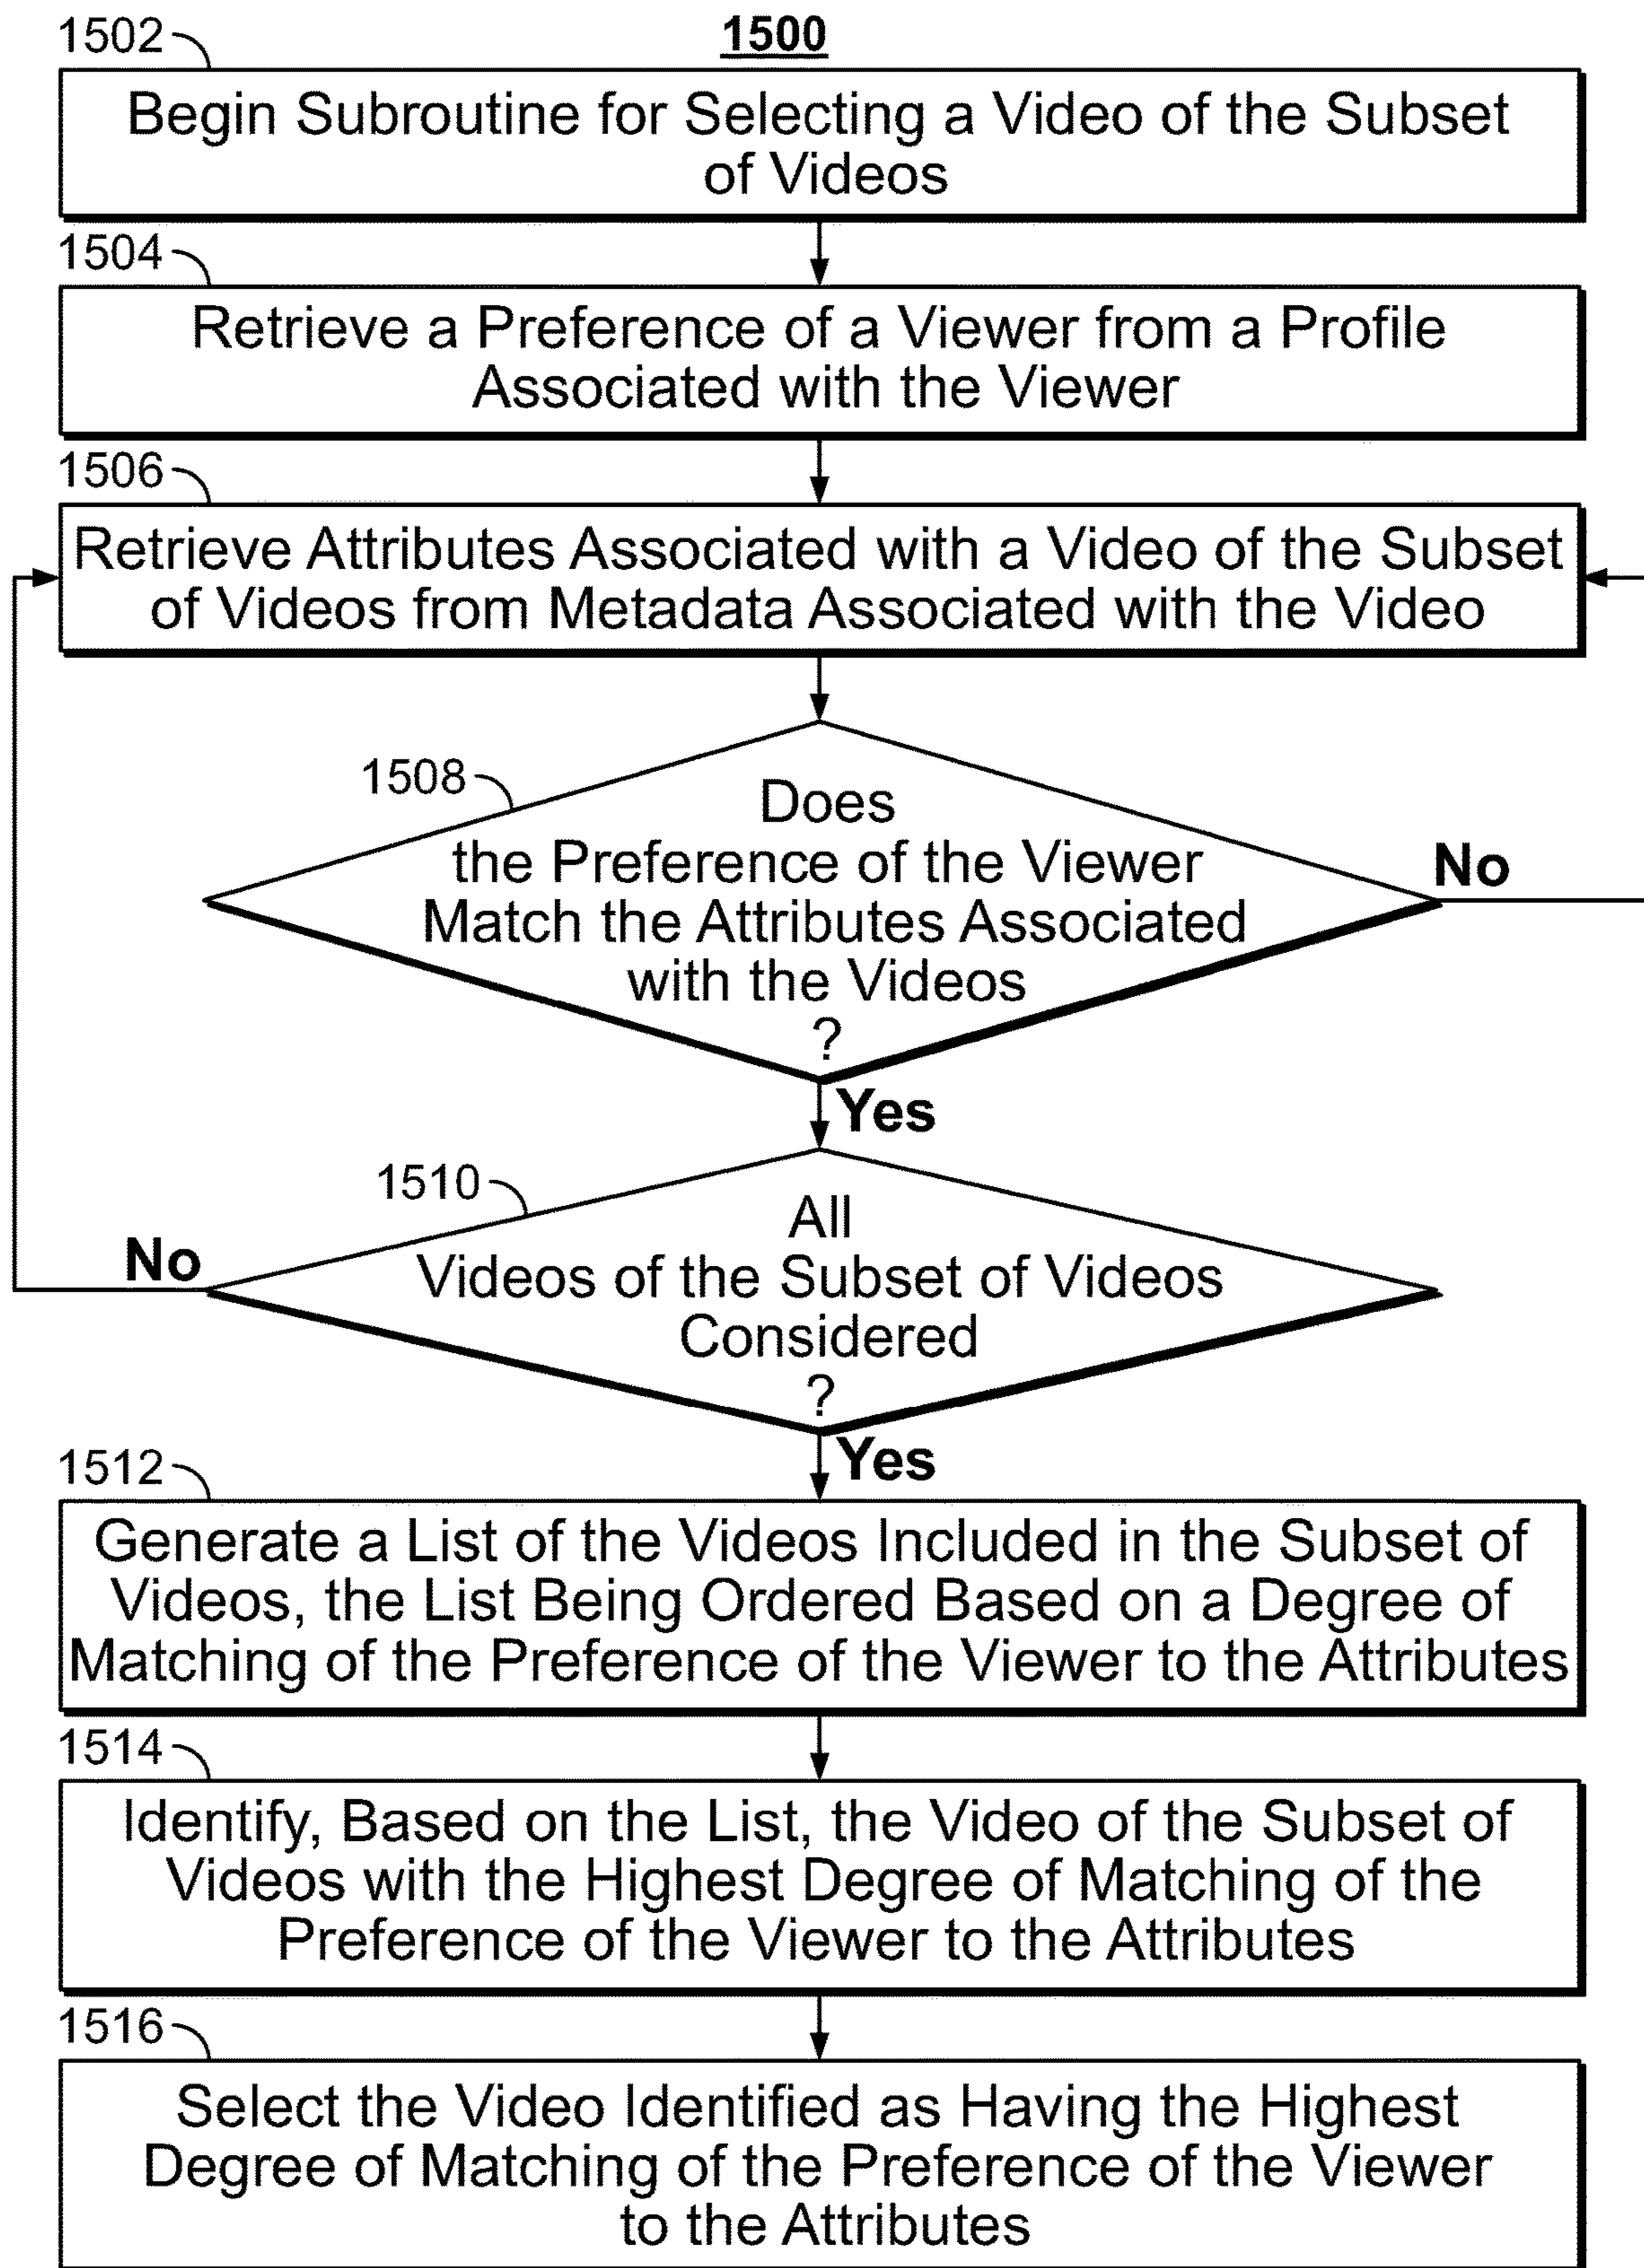 1500
1502
Begin Subroutine for Selecting a Video of the Subset
of Videos
1504
Retrieve a Preference of a Viewer from a Profile
Associated with the Viewer
1506
Retrieve Attributes Associated with a Video of the Subset
of Videos from Metadata Associated with the Video
1508
Does
the Preference of the Viewer
Match the Attributes Associated
with the Videos
?
No
Yes
1510
All
Videos of the Subset of Videos
Considered
?
No
Yes
1512
Generate a List of the Videos Included in the Subset of
Videos, the List Being Ordered Based on a Degree of
Matching of the Preference of the Viewer to the Attributes
1514
Identify, Based on the List, the Video of the Subset of
Videos with the Highest Degree of Matching of the
Preference of the Viewer to the Attributes
1516
Select the Video Identified as Having the Highest
Degree of Matching of the Preference of the Viewer
to the Attributes